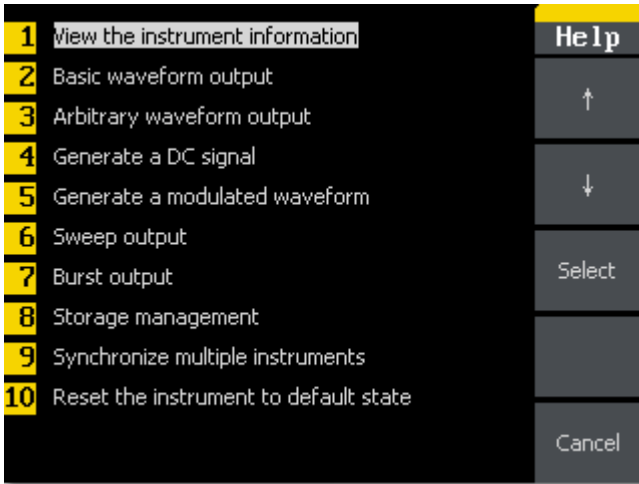 1 View the instrument information
2 Basic waveform output
3 Arbitrary waveform output
4 Generate a DC signal
5 Generate a modulated waveform
6 Sweep output
7 Burst output
8 Storage management
9 Synchronize multiple instruments
10 Reset the instrument to default state
Help
↑
↓
Select
Cancel